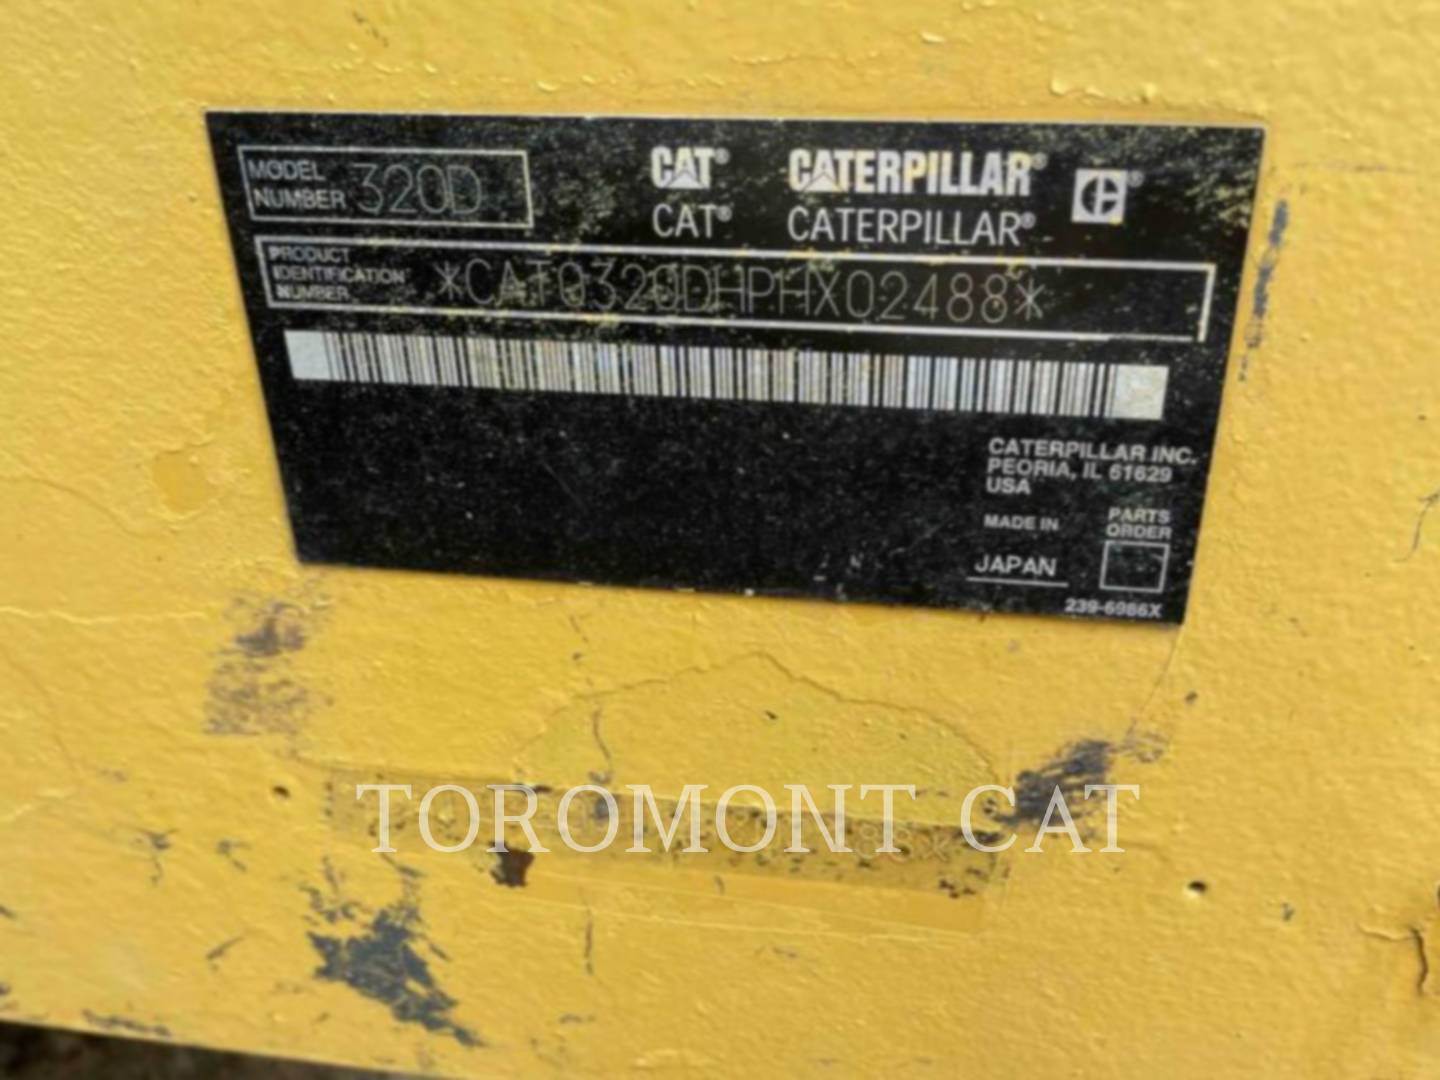 MODEL NUMBER 320D
CAT® CATERPILLAR® ®
CAT® CATERPILLAR®
PRODUCT IDENTIFICATION NUMBER *CAT0320DHPHX02488*
CATERPILLAR INC.
PEORIA, IL 61629
USA
MADE IN
JAPAN
PARTS
ORDER
239-6986X
TOROMONT CAT